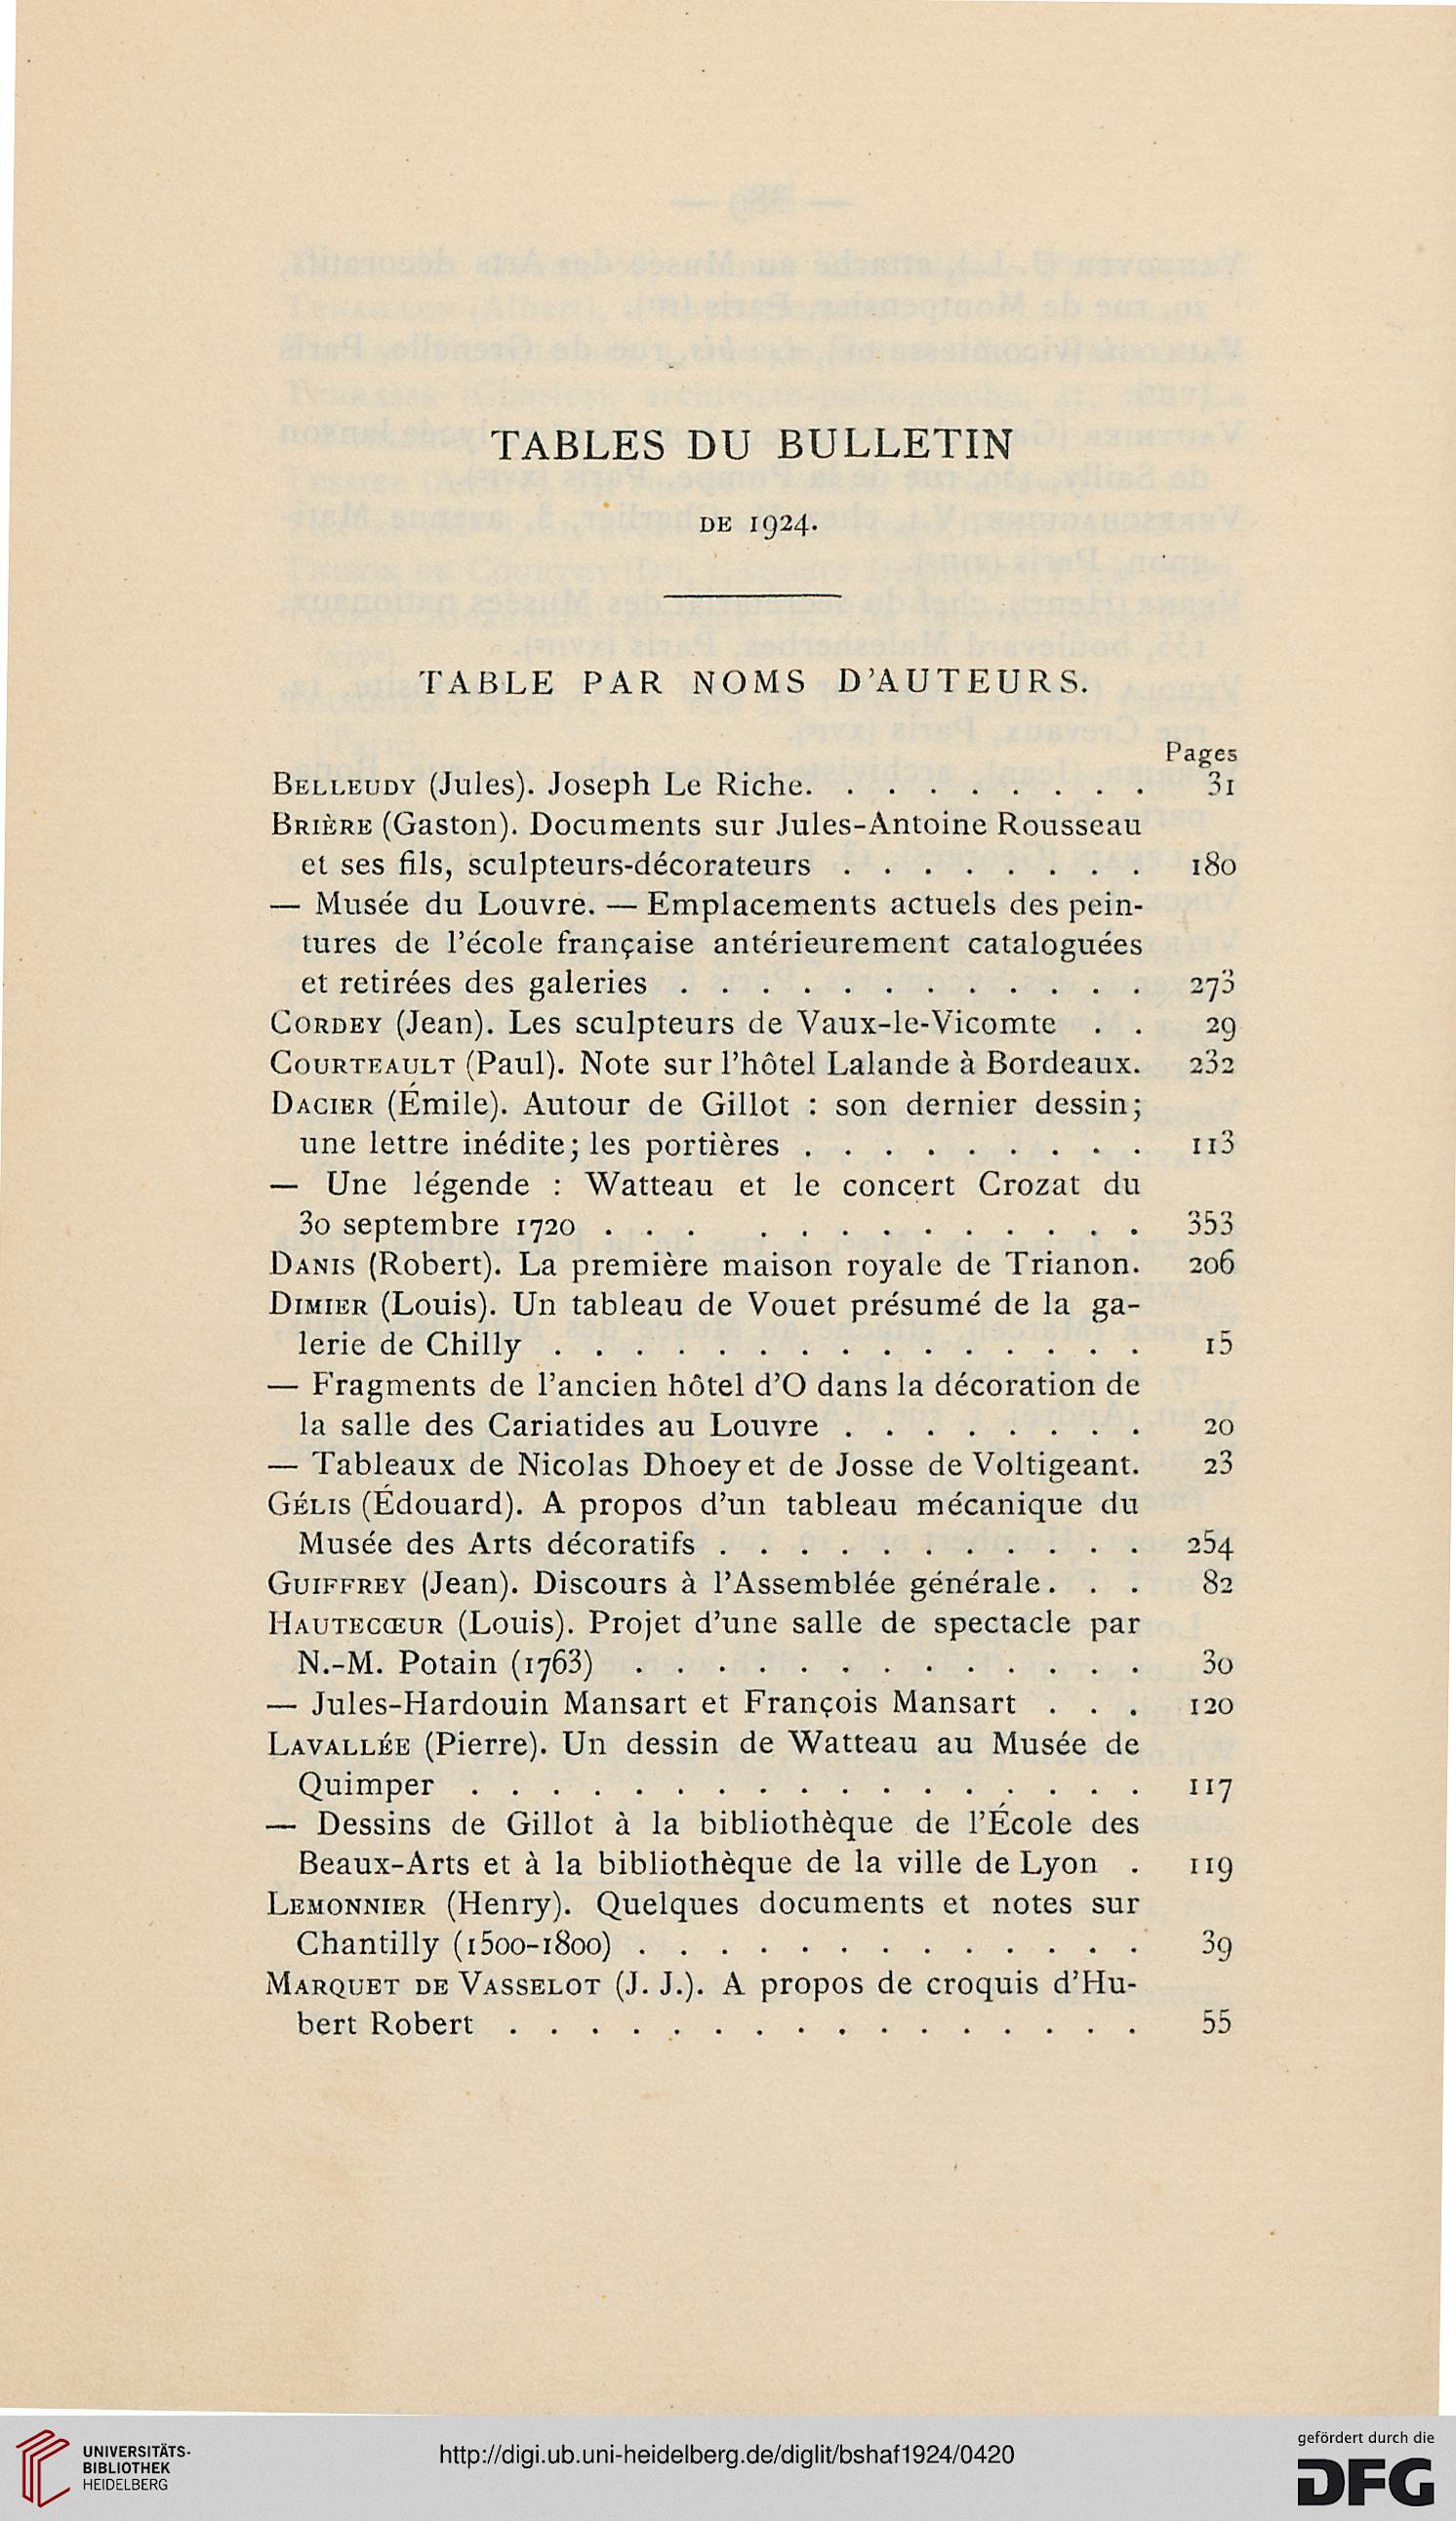 TABLES DU BULLETIN
DE 1924.
TABLE PAR NOMS D'AUTEURS.
Pages
BELLEUDY (Jules). Joseph Le Riche. . . . . . . . . 31
BRIÈRE (Gaston). Documents sur Jules-Antoine Rousseau
et ses fils, sculpteurs-décorateurs . . . . . . . . 180
— Musée du Louvre. — Emplacements actuels des pein-
tures de l'école française antérieurement cataloguées
et retirées des galeries . . . . . . . . . . . . 273
CORDEY (Jean). Les sculpteurs de Vaux-le-Vicomte . . 29
COURTEAULT (Paul). Note sur l'hôtel Lalande à Bordeaux. 232
DACIER (Émile). Autour de Gillot : son dernier dessin;
une lettre inédite; les portières . . . . . . . . . 113
— Une légende : Watteau et le concert Crozat du
30 septembre 1720 . . . . . . . . . . . . . 353
DANIS (Robert). La première maison royale de Trianon. 206
DIMIER (Louis). Un tableau de Vouet présumé de la ga-
lerie de Chilly . . . . . . . . . . . . . . . 15
— Fragments de l'ancien hôtel d'O dans la décoration de
la salle des Cariatides au Louvre . . . . . . . . 20
— Tableaux de Nicolas Dhoey et de Josse de Voltigeant. 23
GÉLIS (Édouard). A propos d'un tableau mécanique du
Musée des Arts décoratifs . . . . . . . . . . . 254
GUIFFREY (Jean). Discours à l'Assemblée générale. . . 82
HAUTECŒUR (Louis). Projet d'une salle de spectacle par
N.-M. Potain (1763) . . . . . . . . . . . . . 30
— Jules-Hardouin Mansart et François Mansart . . . 120
LAVALLÉE (Pierre). Un dessin de Watteau au Musée de
Quimper . . . . . . . . . . . . . . . . . 117
— Dessins de Gillot à la bibliothèque de l'École des
Beaux-Arts et à la bibliothèque de la ville de Lyon . 119
LEMONNIER (Henry). Quelques documents et notes sur
Chantilly (1500-1800) . . . . . . . . . . . . . 39
MARQUET DE VASSELOT (J. J.). A propos de croquis d'Hu-
bert Robert . . . . . . . . . . . . . . . . 55
UNIVERSITÄTS-
BIBLIOTHEK
HEIDELBERG
http://digi.ub.uni-heidelberg.de/diglit/bshaf1924/0420
gefördert durch die
DFG